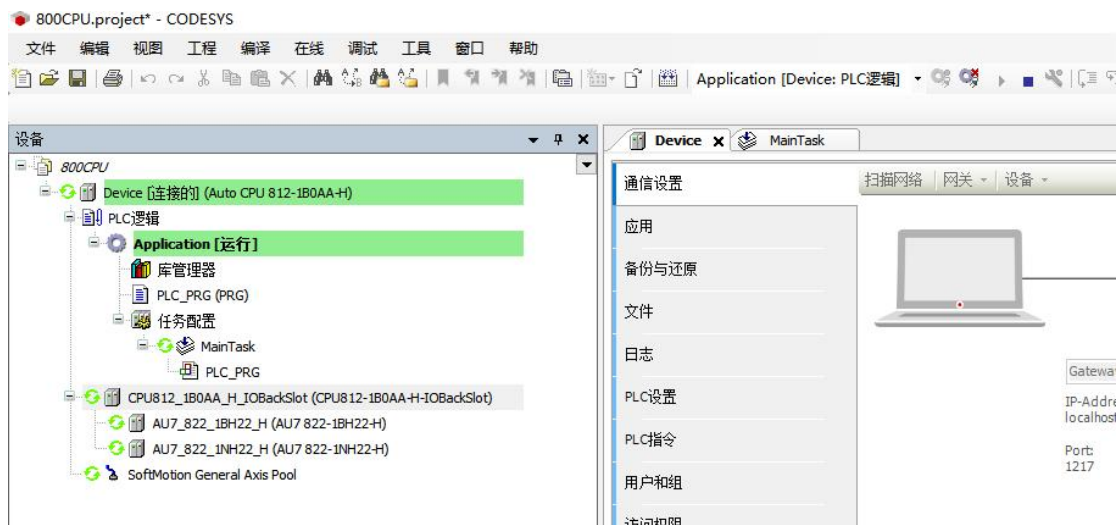 800CPU.project* - CODESYS
文件 编辑 视图 工程 编译 在线 调试 工具 窗口 帮助
Application [Device: PLC逻辑]
设备
800CPU
Device [连接的] (Auto CPU 812-1B0AA-H)
PLC逻辑
Application [运行]
库管理器
PLC_PRG (PRG)
任务配置
MainTask
PLC_PRG
CPU812_1B0AA_H_IOBackSlot (CPU812-1B0AA-H-IOBackSlot)
AU7_822_1BH22_H (AU7 822-1BH22-H)
AU7_822_1NH22_H (AU7 822-1NH22-H)
SoftMotion General Axis Pool
Device MainTask
通信设置
应用
备份与还原
文件
日志
PLC设置
PLC指令
用户和组
访问权限
扫描网络 网关 设备
Gateway
IP-Addre
localhost
Port:
1217